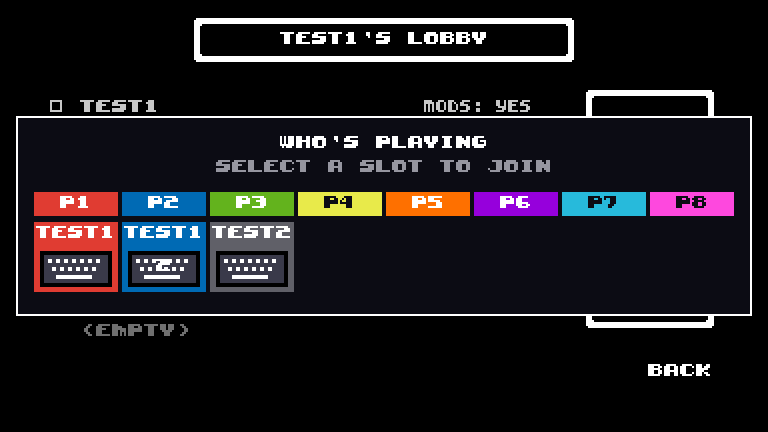 TEST1'S LOBBY
TEST1 MODS: YES
WHO'S PLAYING
SELECT A SLOT TO JOIN
P1 P2 P3 P4 P5 P6 P7 P8
TEST1 TEST1 TEST2
2
(EMPTY)
BACK